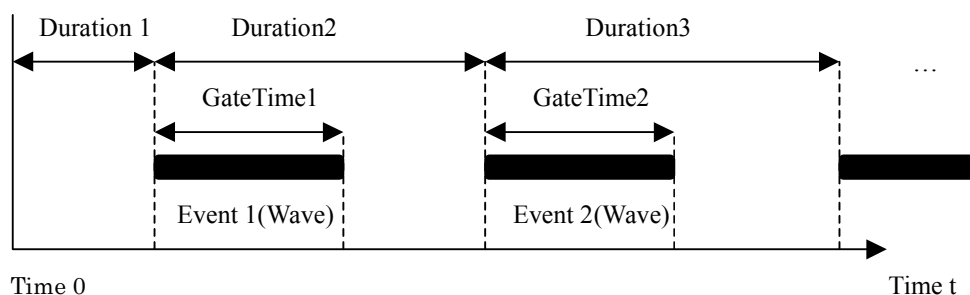 Duration 1 Duration2 Duration3
…
GateTime1 GateTime2
Event 1(Wave) Event 2(Wave)
Time 0 Time t